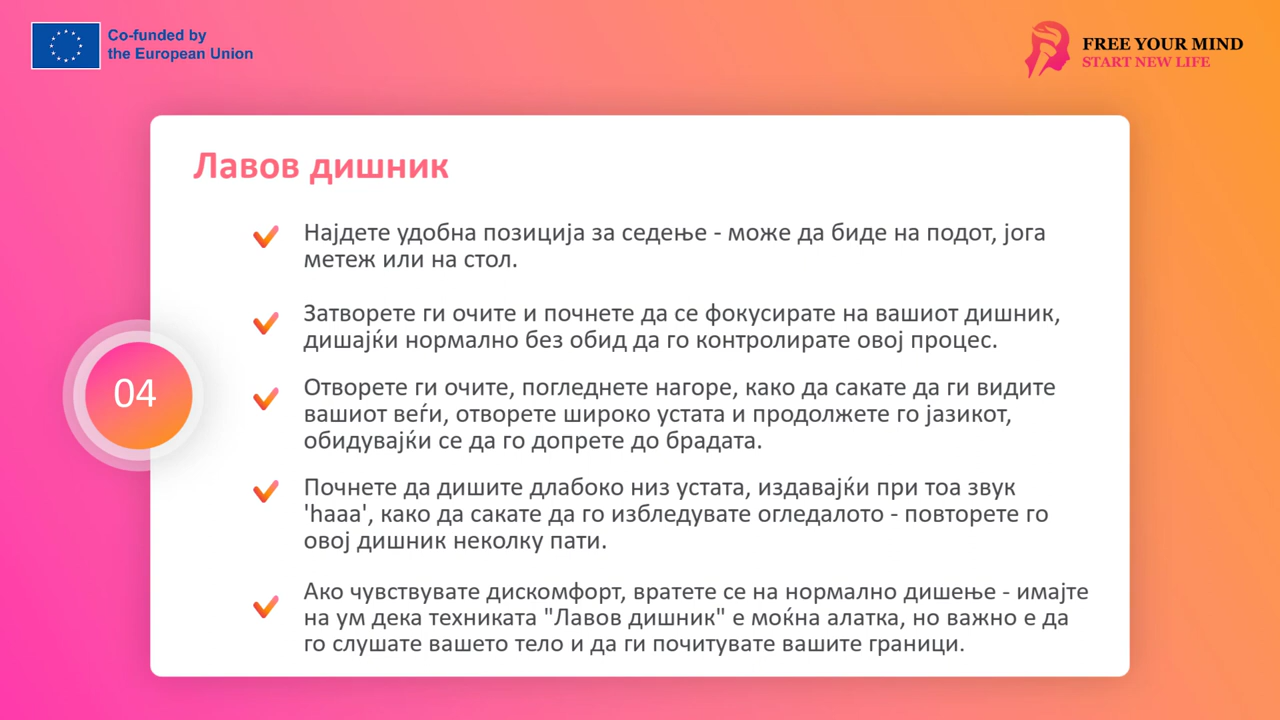 Co-funded by
the European Union
FREE YOUR MIND
START NEW LIFE
Лавов дишник
Најдете удобна позиција за седење - може да биде на подот, јога
метеж или на стол.
Затворете ги очите и почнете да се фокусирате на вашиот дишник,
дишајќи нормално без обид да го контролирате овој процес.
04
Отворете ги очите, погледнете нагоре, како да сакате да ги видите
вашиот веѓи, отворете широко устата и продолжете го јазикот,
обидувајќи се да го допрете до брадата.
Почнете да дишите длабоко низ устата, издавајќи при тоа звук
'haaa', како да сакате да го избледувате огледалото - повторете го
овој дишник неколку пати.
Ако чувствувате дискомфорт, вратете се на нормално дишење - имајте
на ум дека техниката "Лавов дишник" е моќна алатка, но важно е да
го слушате вашето тело и да ги почитувате вашите граници.